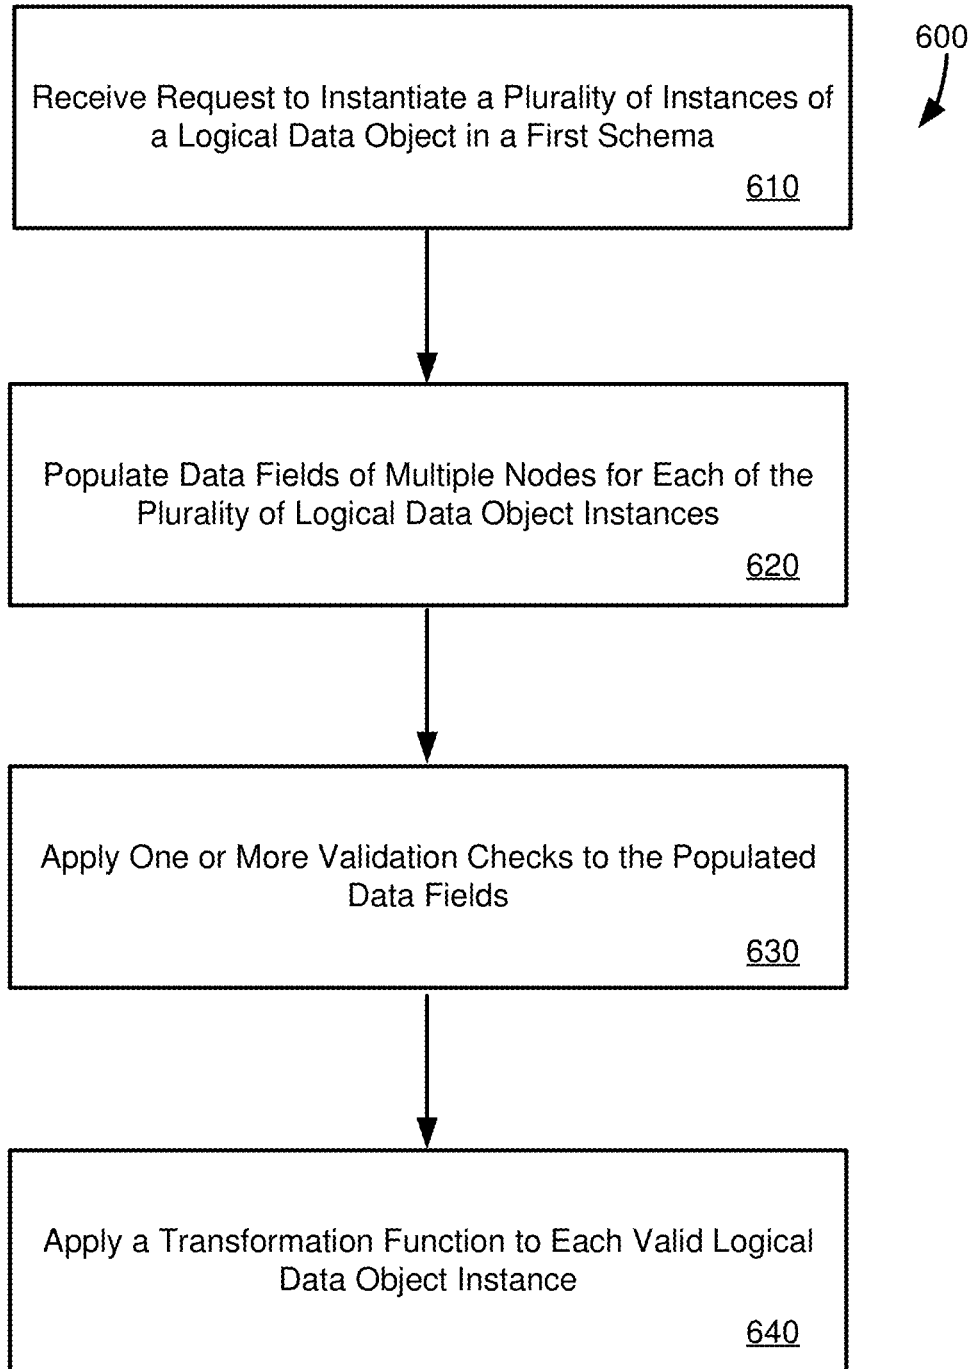 600
Receive Request to Instantiate a Plurality of Instances of
a Logical Data Object in a First Schema
610
Populate Data Fields of Multiple Nodes for Each of the
Plurality of Logical Data Object Instances
620
Apply One or More Validation Checks to the Populated
Data Fields
630
Apply a Transformation Function to Each Valid Logical
Data Object Instance
640